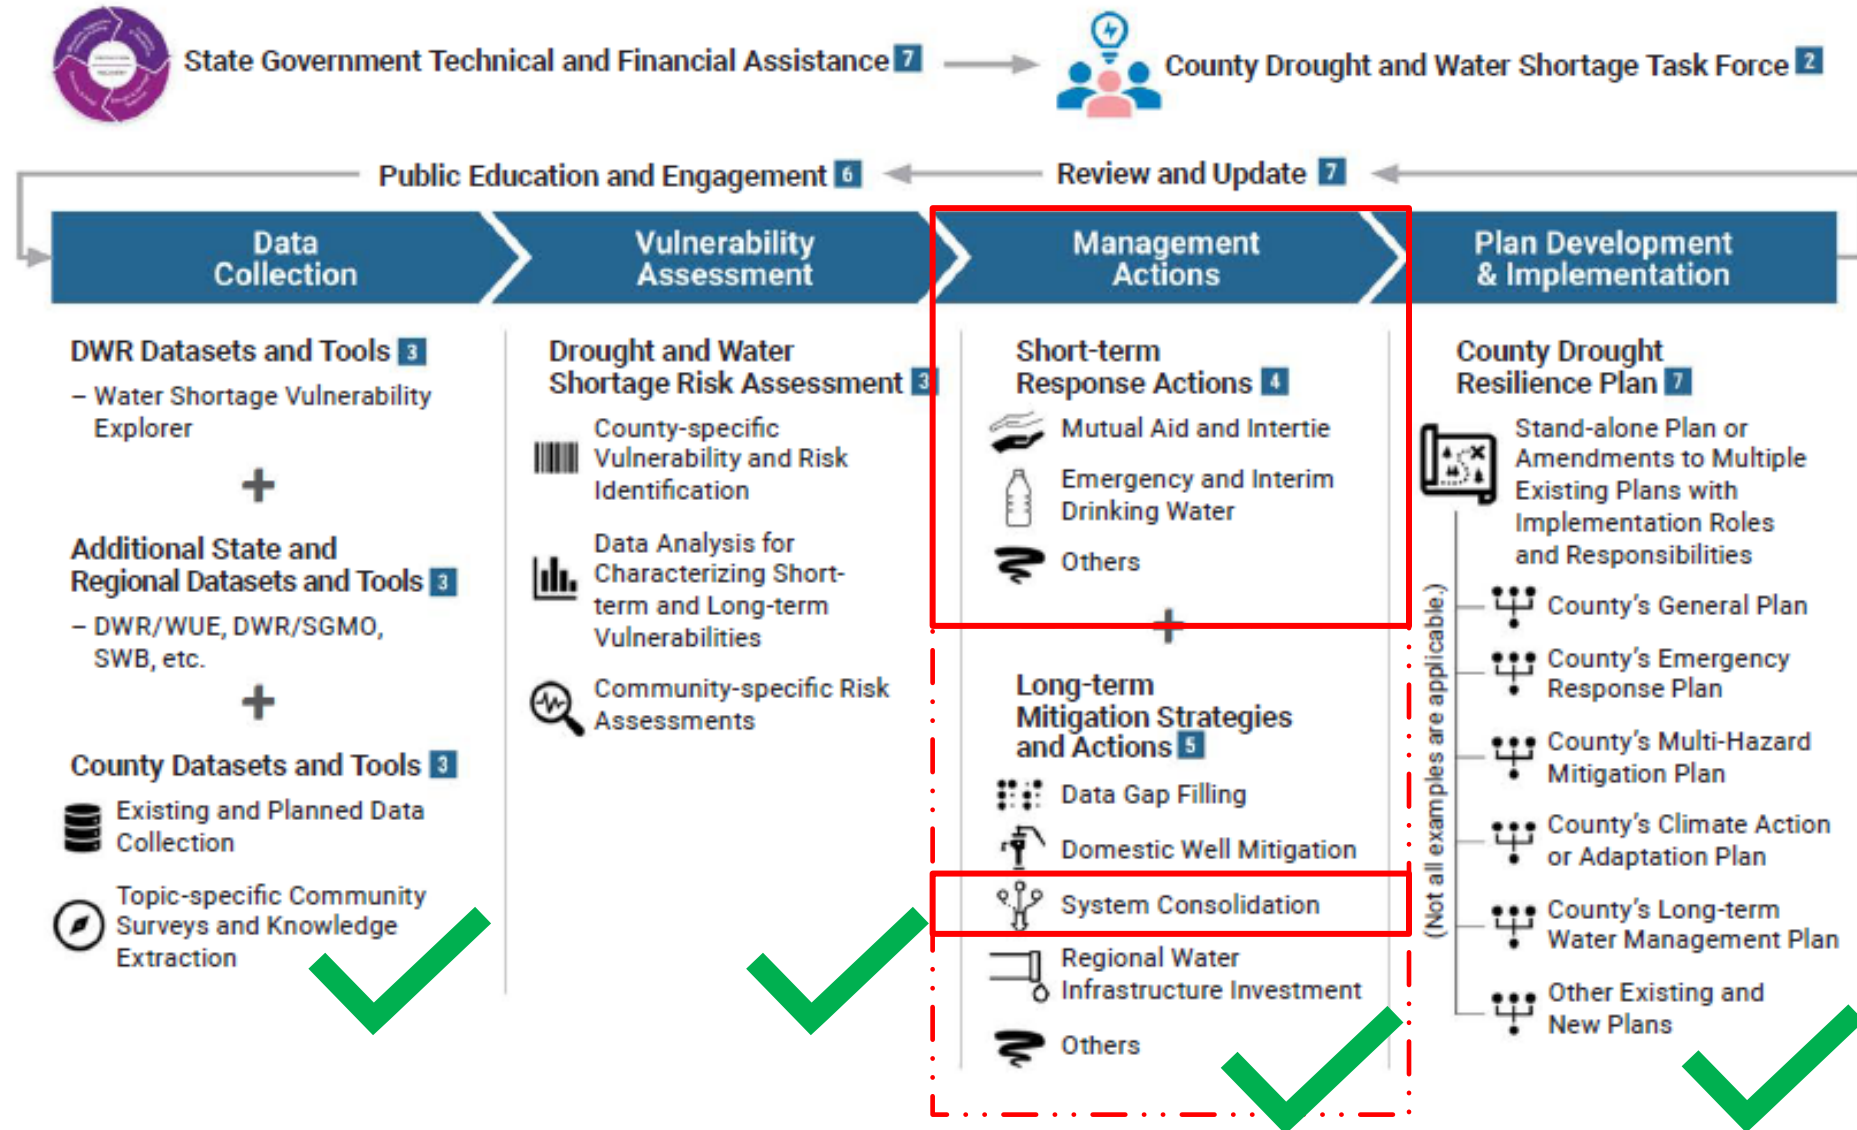 State Government Technical and Financial Assistance 7
County Drought and Water Shortage Task Force 2
Public Education and Engagement 6
Review and Update 7
Data
Collection
Vulnerability
Assessment
Management
Actions
Plan Development
& Implementation
DWR Datasets and Tools 3
– Water Shortage Vulnerability
Explorer
+
Additional State and
Regional Datasets and Tools 3
– DWR/WUE, DWR/SGMO,
SWB, etc.
+
County Datasets and Tools 3
Existing and Planned Data
Collection
Topic-specific Community
Surveys and Knowledge
Extraction
Drought and Water
Shortage Risk Assessment 3
County-specific
Vulnerability and Risk
Identification
Data Analysis for
Characterizing Short-
term and Long-term
Vulnerabilities
Community-specific Risk
Assessments
Short-term
Response Actions 4
Mutual Aid and Intertie
Emergency and Interim
Drinking Water
Others
+
Long-term
Mitigation Strategies
and Actions 5
Data Gap Filling
Domestic Well Mitigation
System Consolidation
Regional Water
Infrastructure Investment
Others
County Drought
Resilience Plan 7
Stand-alone Plan or
Amendments to Multiple
Existing Plans with
Implementation Roles
and Responsibilities
(Not all examples are applicable.)
County's General Plan
County's Emergency
Response Plan
County's Multi-Hazard
Mitigation Plan
County's Climate Action
or Adaptation Plan
County's Long-term
Water Management Plan
Other Existing and
New Plans